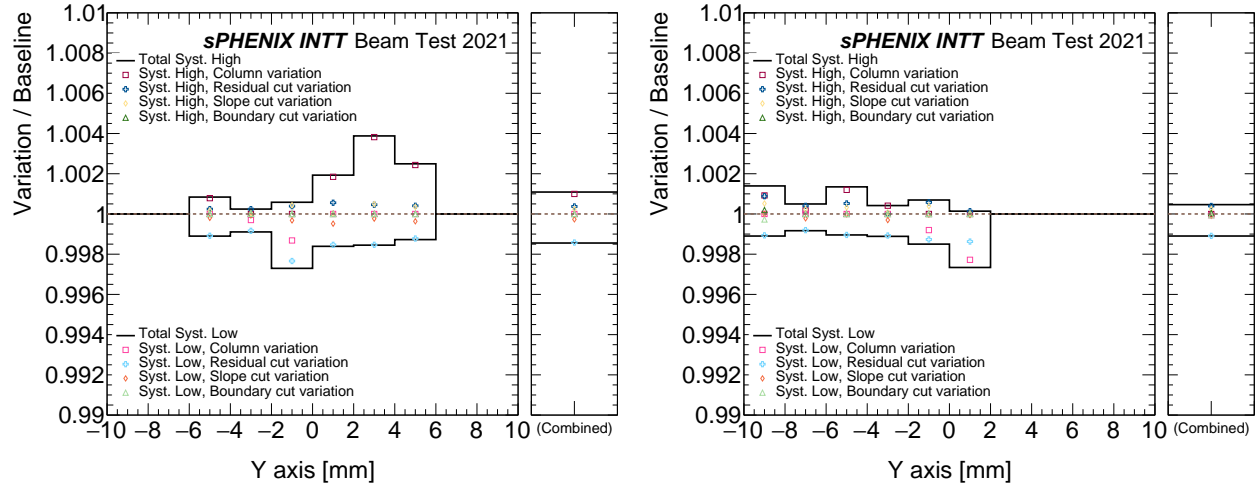 sPHENIX INTT Beam Test 2021
Total Syst. High
Syst. High, Column variation
Syst. High, Residual cut variation
Syst. High, Slope cut variation
Syst. High, Boundary cut variation
Total Syst. Low
Syst. Low, Column variation
Syst. Low, Residual cut variation
Syst. Low, Slope cut variation
Syst. Low, Boundary cut variation
Variation / Baseline
1.01
1.008
1.006
1.004
1.002
1
0.998
0.996
0.994
0.992
0.99
−10 −8 −6 −4 −2 0 2 4 6 8 10
(Combined)
Y axis [mm]
sPHENIX INTT Beam Test 2021
Total Syst. High
Syst. High, Column variation
Syst. High, Residual cut variation
Syst. High, Slope cut variation
Syst. High, Boundary cut variation
Total Syst. Low
Syst. Low, Column variation
Syst. Low, Residual cut variation
Syst. Low, Slope cut variation
Syst. Low, Boundary cut variation
Variation / Baseline
1.01
1.008
1.006
1.004
1.002
1
0.998
0.996
0.994
0.992
0.99
−10 −8 −6 −4 −2 0 2 4 6 8 10
(Combined)
Y axis [mm]